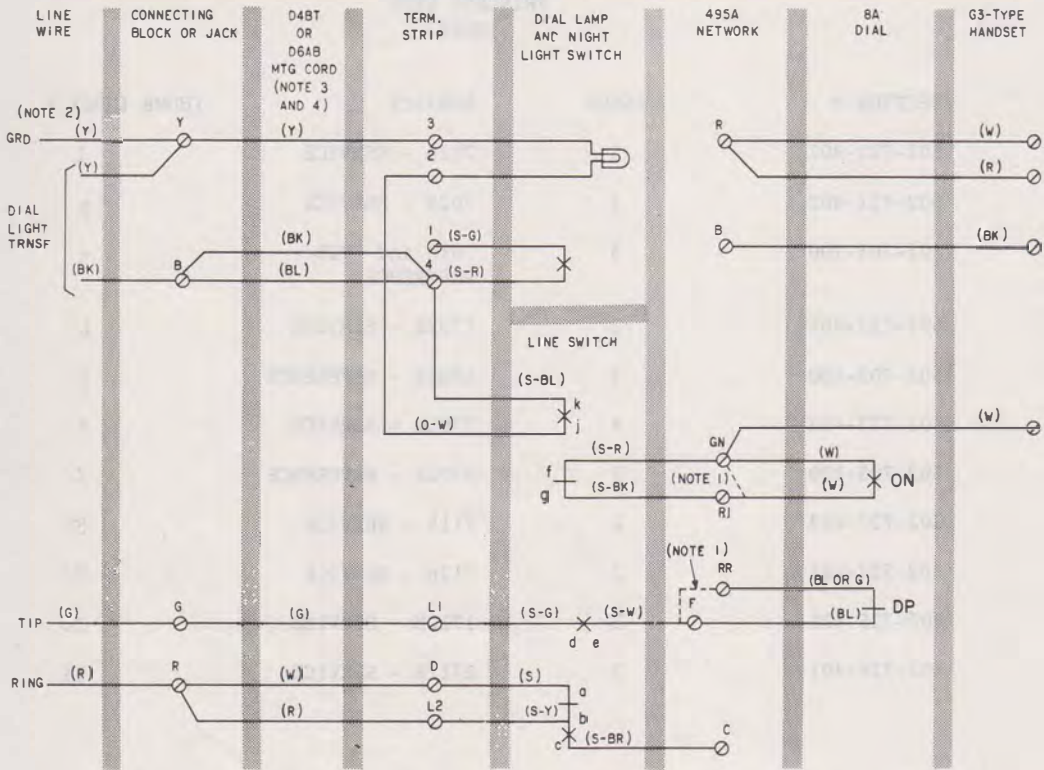 LINE WIRE
CONNECTING BLOCK OR JACK
D4BT OR D6AB MTG CORD (NOTE 3 AND 4)
TERM. STRIP
DIAL LAMP AND NIGHT LIGHT SWITCH
495A NETWORK
8A DIAL
G3-TYPE HANDSET
(NOTE 2)
GRD (Y) Y (Y) 3 R (W)
(Y) 2 (R)
DIAL LIGHT TRNSF
(BK) 1 (S-G) B (BK)
(BK) B (BL) 4 (S-R)
LINE SWITCH
(S-BL)
k
j
(O-W) (W)
(S-R) GN (W)
f
g (S-BK) (NOTE 1) (W) ON
R1
(NOTE 1)
RR (BL OR G)
F (BL) DP
TIP (G) G (G) L1 (S-G) (S-W)
d e
RING (R) R (W) D (S)
a
(R) L2 (S-Y) b
c (S-BR) C